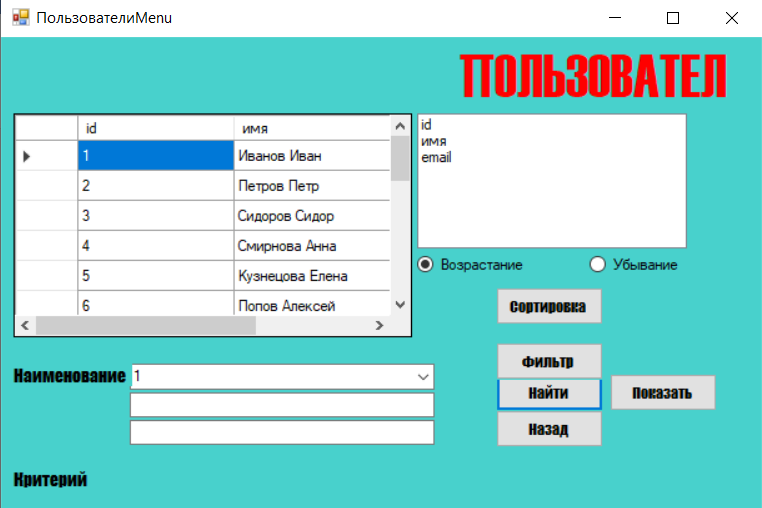 ПользователиMenu
ПОЛЬЗОВАТЕЛ
id имя
1 Иванов Иван
2 Петров Петр
3 Сидоров Сидор
4 Смирнова Анна
5 Кузнецова Елена
6 Попов Алексей
id
имя
email
Возрастание Убывание
Сортировка
Фильтр
Наименование 1
Найти Показать
Назад
Критерий